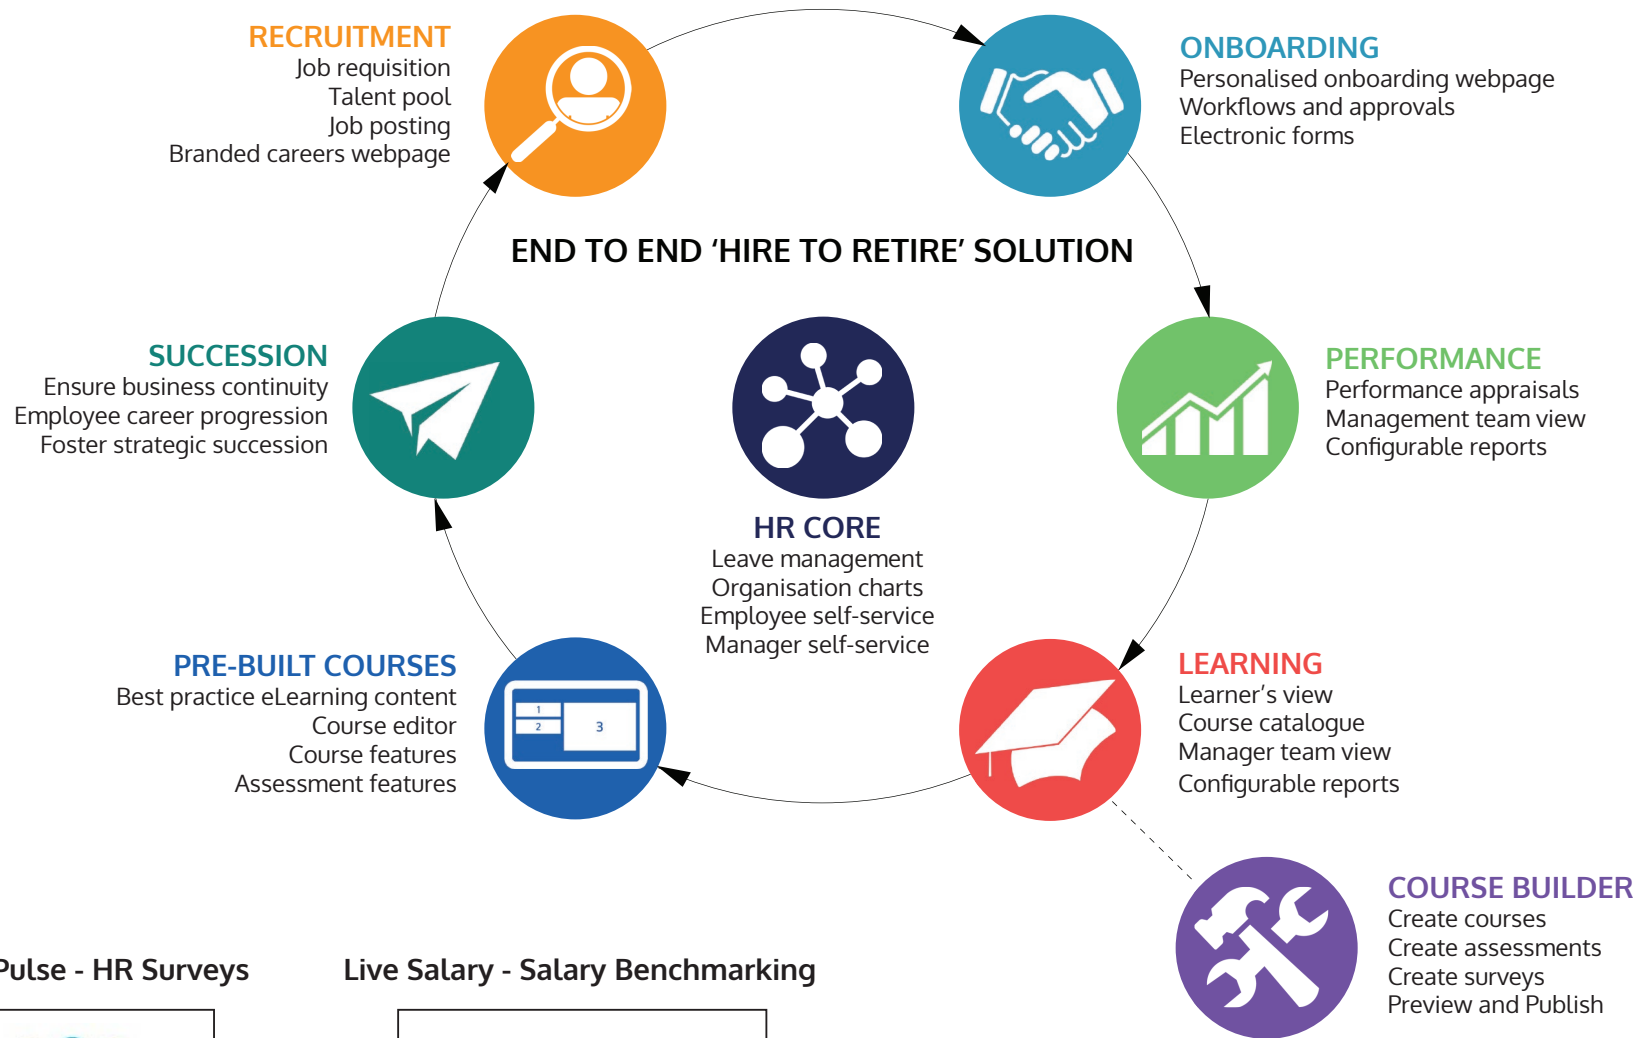 RECRUITMENT
Job requisition
Talent pool
Job posting
Branded careers webpage
ONBOARDING
Personalised onboarding webpage
Workflows and approvals
Electronic forms
END TO END ‘HIRE TO RETIRE’ SOLUTION
SUCCESSION
Ensure business continuity
Employee career progression
Foster strategic succession
PERFORMANCE
Performance appraisals
Management team view
Configurable reports
HR CORE
Leave management
Organisation charts
Employee self-service
Manager self-service
PRE-BUILT COURSES
Best practice eLearning content
Course editor
Course features
Assessment features
1
2
3
LEARNING
Learner’s view
Course catalogue
Manager team view
Configurable reports
COURSE BUILDER
Create courses
Create assessments
Create surveys
Preview and Publish
Pulse - HR Surveys
Live Salary - Salary Benchmarking